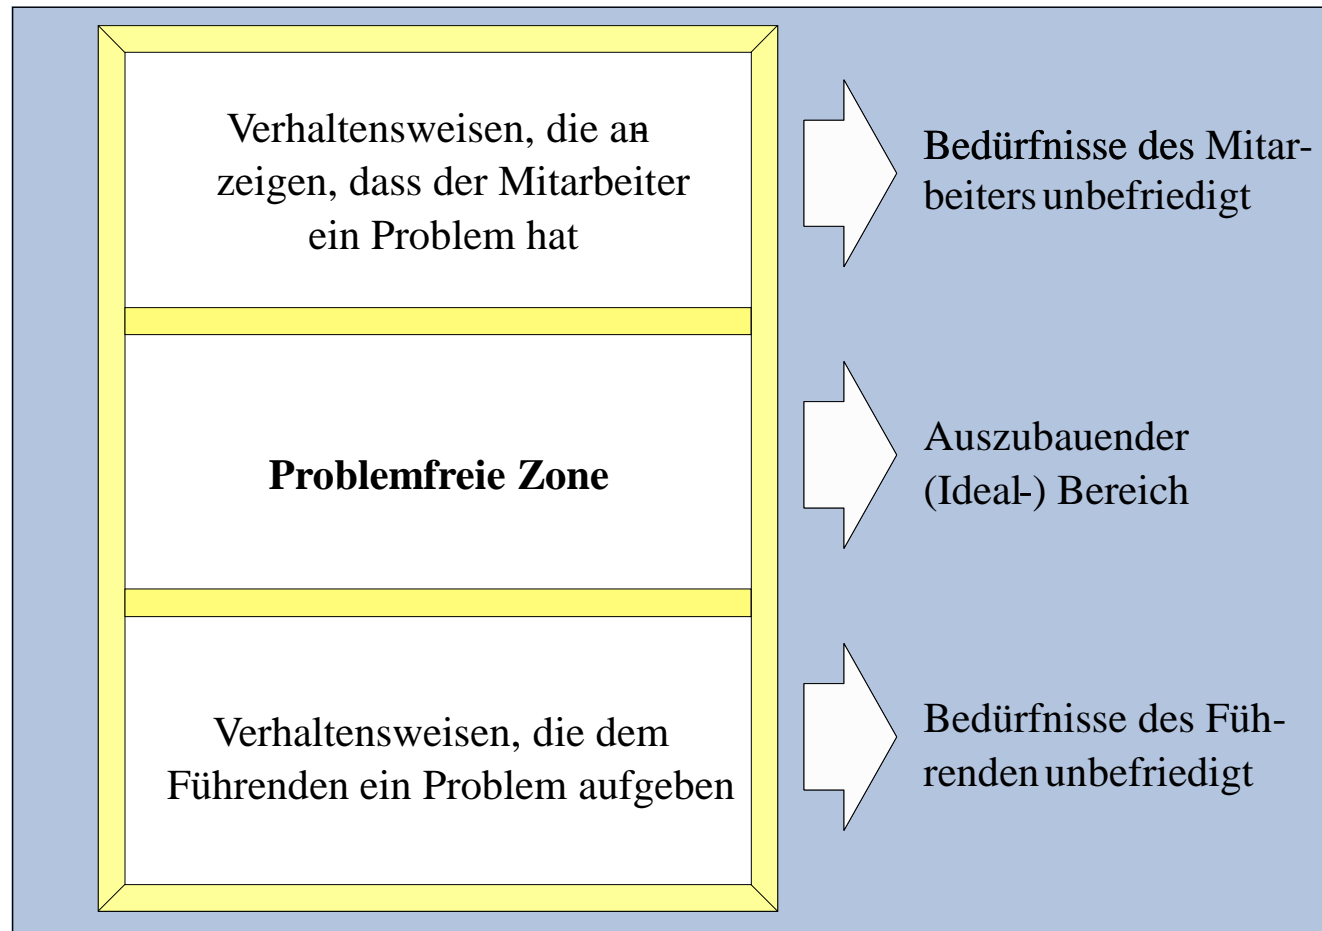 Verhaltensweisen, die an-
zeigen, dass der Mitarbeiter
ein Problem hat
Bedürfnisse des Mitar-
beiters unbefriedigt
Problemfreie Zone
Auszubauender
(Ideal-) Bereich
Verhaltensweisen, die dem
Führenden ein Problem aufgeben
Bedürfnisse des Füh-
renden unbefriedigt